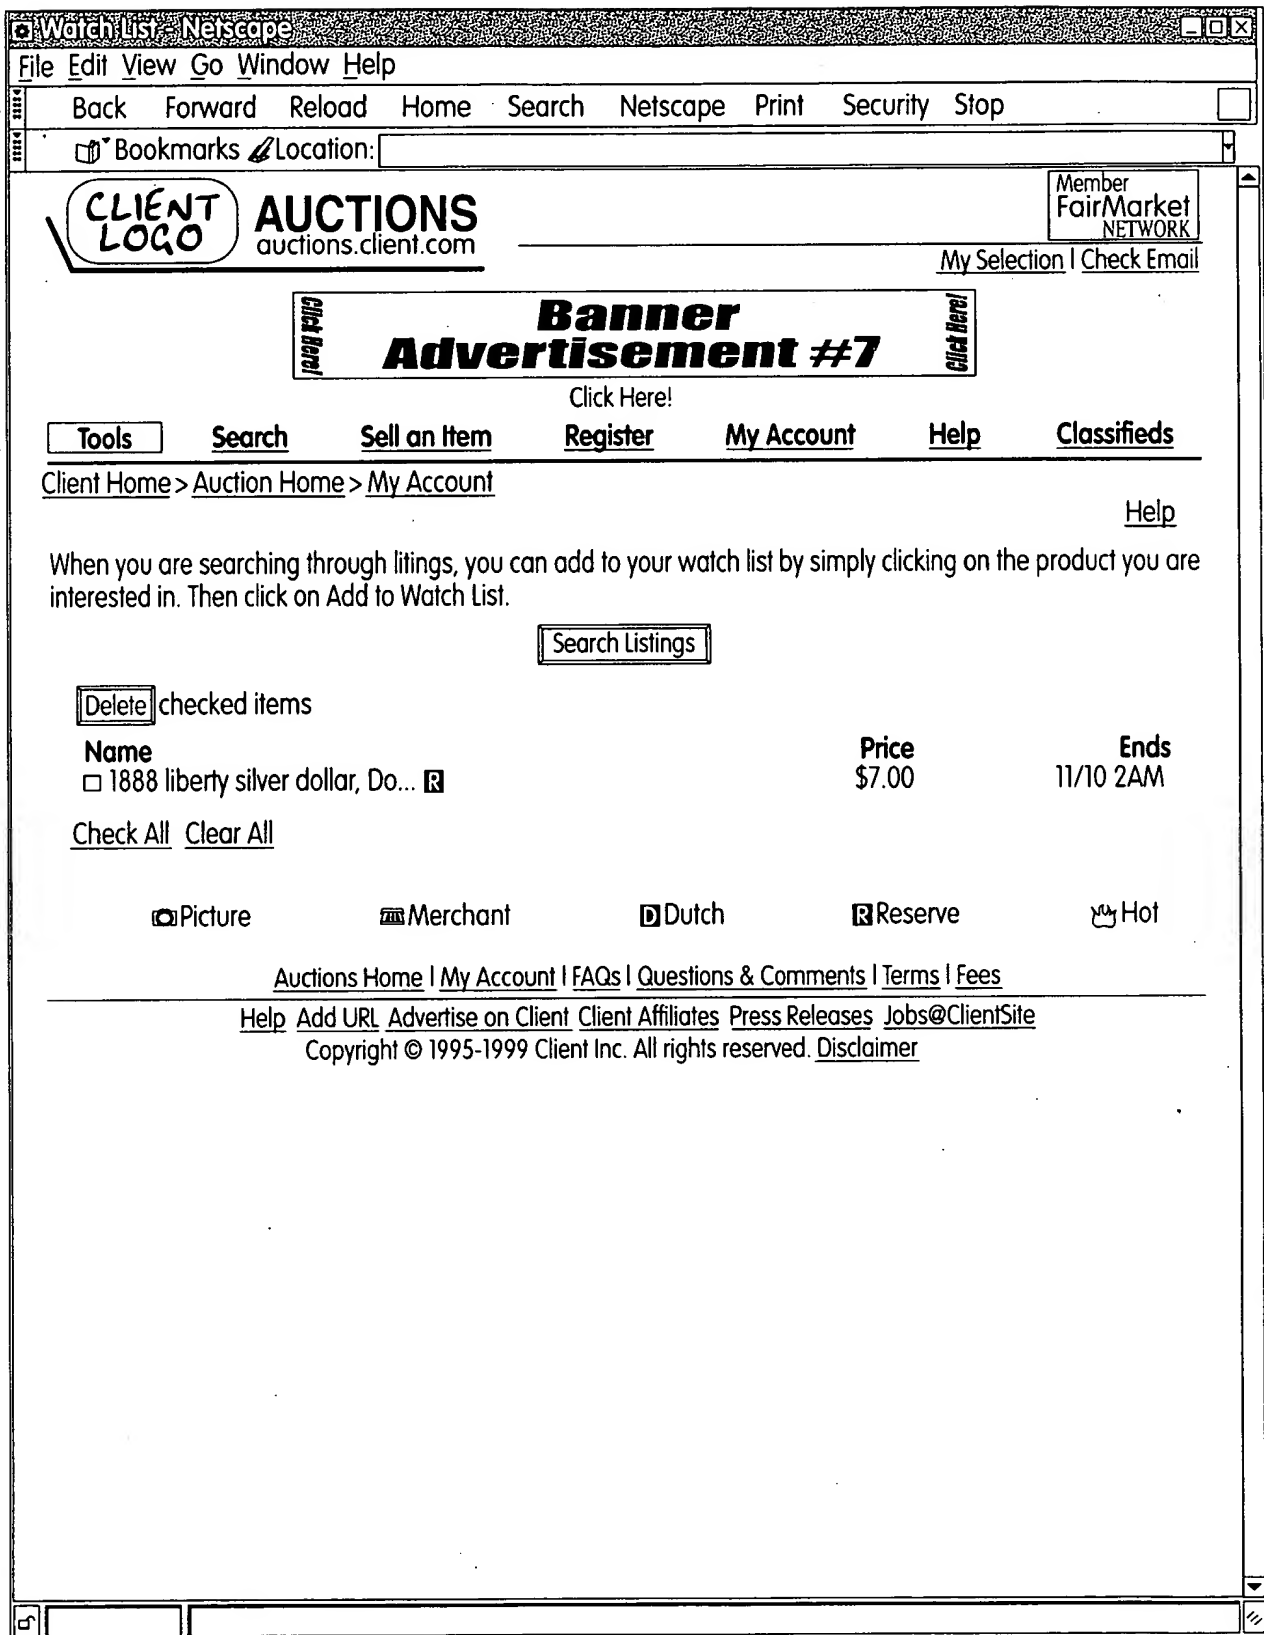 Watch List - Netscape
File Edit View Go Window Help
Back Forward Reload Home Search Netscape Print Security Stop
Bookmarks Location:
CLIENT LOGO
AUCTIONS
auctions.client.com
Member
FairMarket
NETWORK
My Selection | Check Email
Click Here!
Banner
Advertisement #7
Click Here!
Click Here!
Tools Search Sell an Item Register My Account Help Classifieds
Client Home > Auction Home > My Account
Help
When you are searching through litings, you can add to your watch list by simply clicking on the product you are
interested in. Then click on Add to Watch List.
Search Listings
Delete checked items
Name Price Ends
1888 liberty silver dollar, Do... R $7.00 11/10 2AM
Check All Clear All
Picture Merchant D Dutch R Reserve Hot
Auctions Home | My Account | FAQs | Questions & Comments | Terms | Fees
Help Add URL Advertise on Client Client Affiliates Press Releases Jobs@ClientSite
Copyright © 1995-1999 Client Inc. All rights reserved. Disclaimer